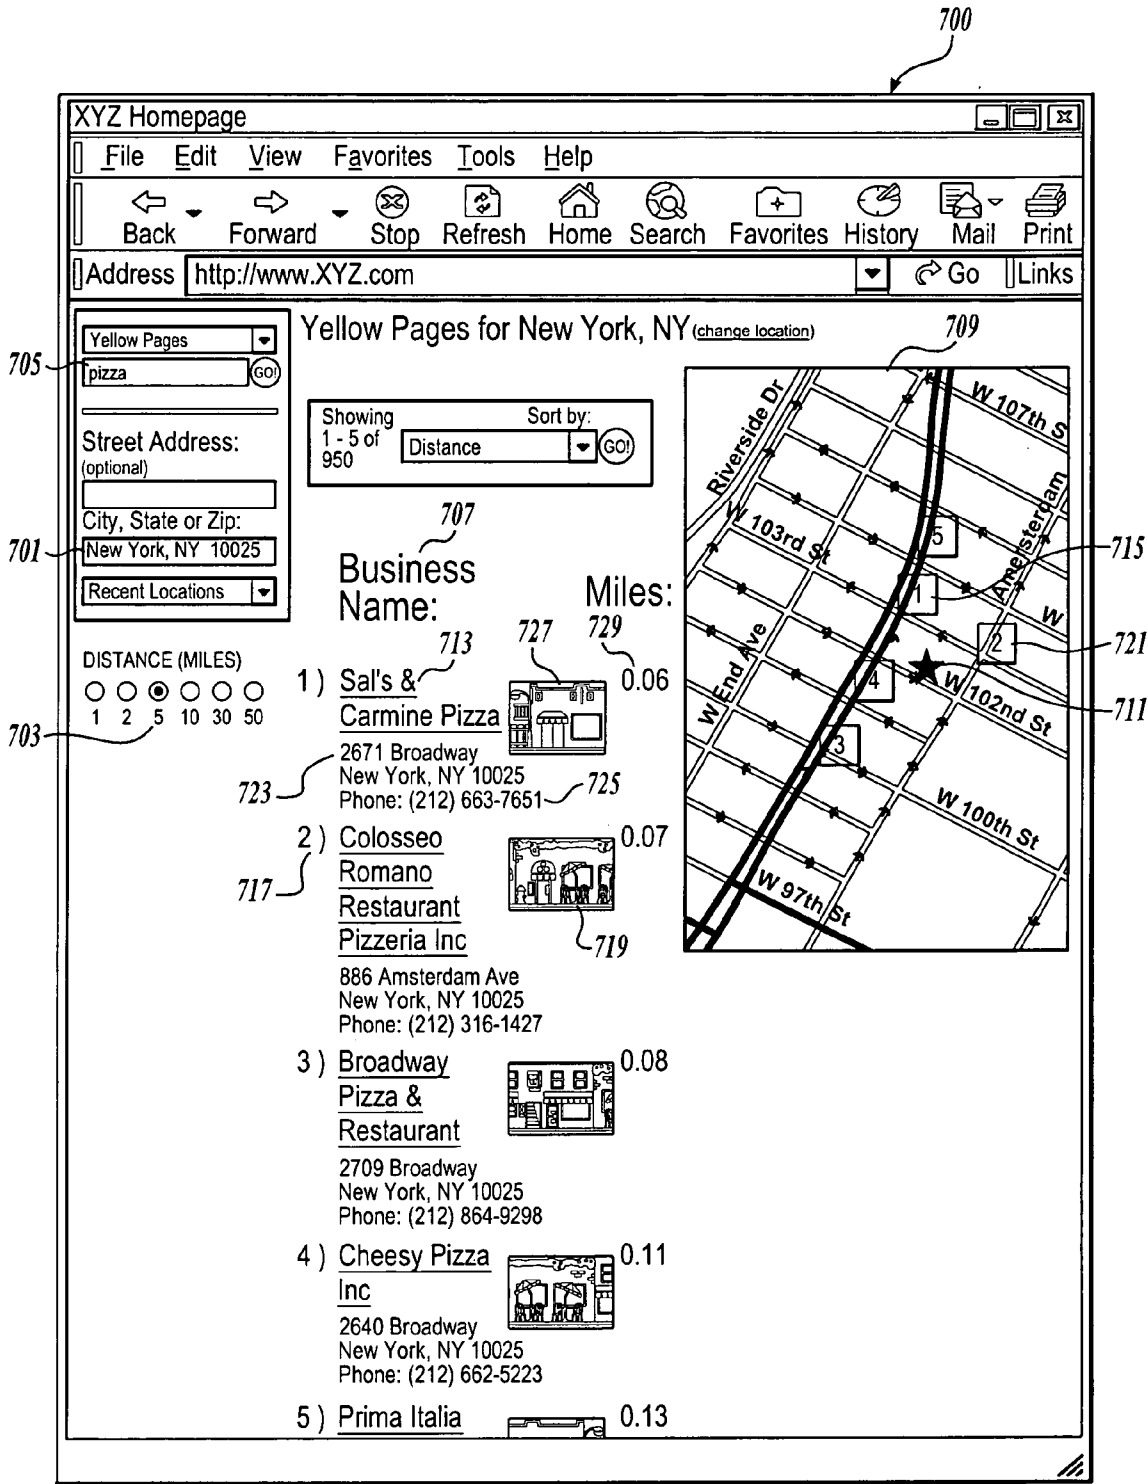 700
XYZ Homepage
File Edit View Favorites Tools Help
Back Forward Stop Refresh Home Search Favorites History Mail Print
Address http://www.XYZ.com Go Links
Yellow Pages
705
pizza GO!
Street Address:
(optional)
City, State or Zip:
701
New York, NY 10025
Recent Locations
DISTANCE (MILES)
1 2 5 10 30 50
703
Yellow Pages for New York, NY (change location)
Showing
1 - 5 of
950
Sort by:
Distance GO!
707
Business
Name:
Miles:
713
727
729
1 ) Sal's &
Carmine Pizza
0.06
723
2671 Broadway
New York, NY 10025
Phone: (212) 663-7651
725
2 ) Colosseo
Romano
Restaurant
Pizzeria Inc
0.07
717
719
886 Amsterdam Ave
New York, NY 10025
Phone: (212) 316-1427
3 ) Broadway
Pizza &
Restaurant
0.08
2709 Broadway
New York, NY 10025
Phone: (212) 864-9298
4 ) Cheesy Pizza
Inc
0.11
2640 Broadway
New York, NY 10025
Phone: (212) 662-5223
5 ) Prima Italia
0.13
709
Riverside Dr
W 107th S
W 103rd St
Amersterdam
5
1
715
W
2
721
W End Ave
4
W 102nd St
711
3
W 100th St
W 97th St